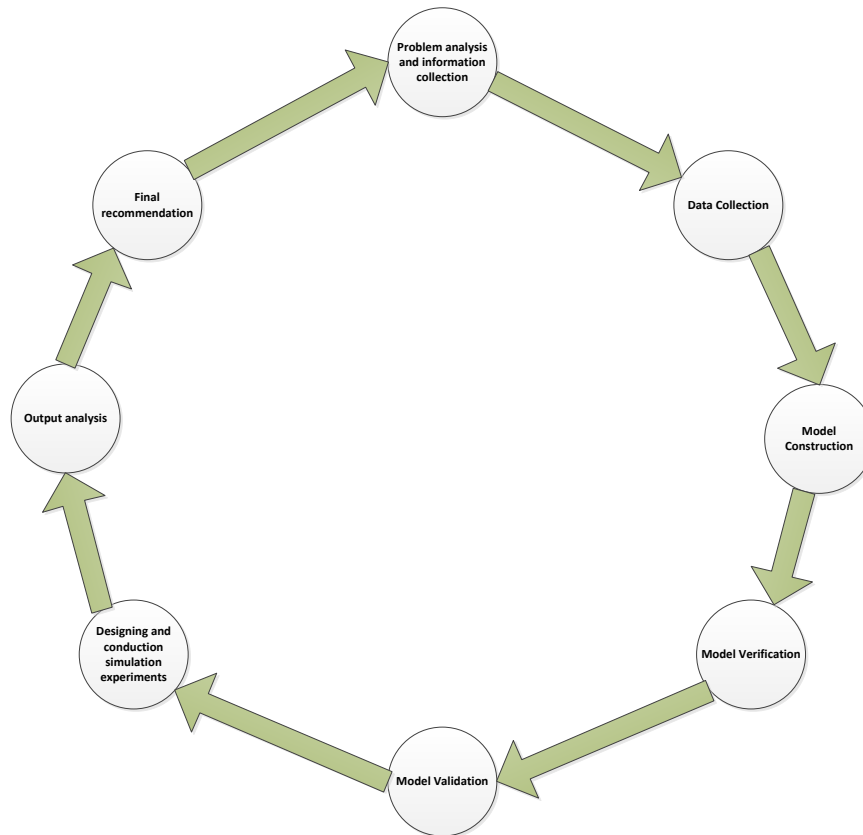 Problem analysis
and information
collection
Data Collection
Model
Construction
Model Verification
Model Validation
Designing and
conduction
simulation
experiments
Output analysis
Final
recommendation